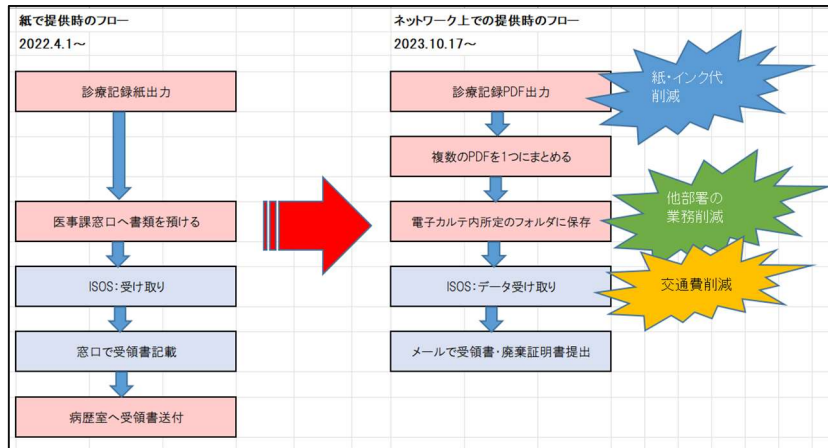 紙で提供時のフロー
2022.4.1～
診療記録紙出力
医事課窓口へ書類を預ける
ISOS:受け取り
窓口で受領書記載
病歴室へ受領書送付
ネットワーク上での提供時のフロー
2023.10.17～
診療記録PDF出力
複数のPDFを1つにまとめる
電子カルテ内所定のフォルダに保存
ISOS:データ受け取り
メールで受領書・廃棄証明書提出
紙・インク代
削減
他部署の
業務削減
交通費削減